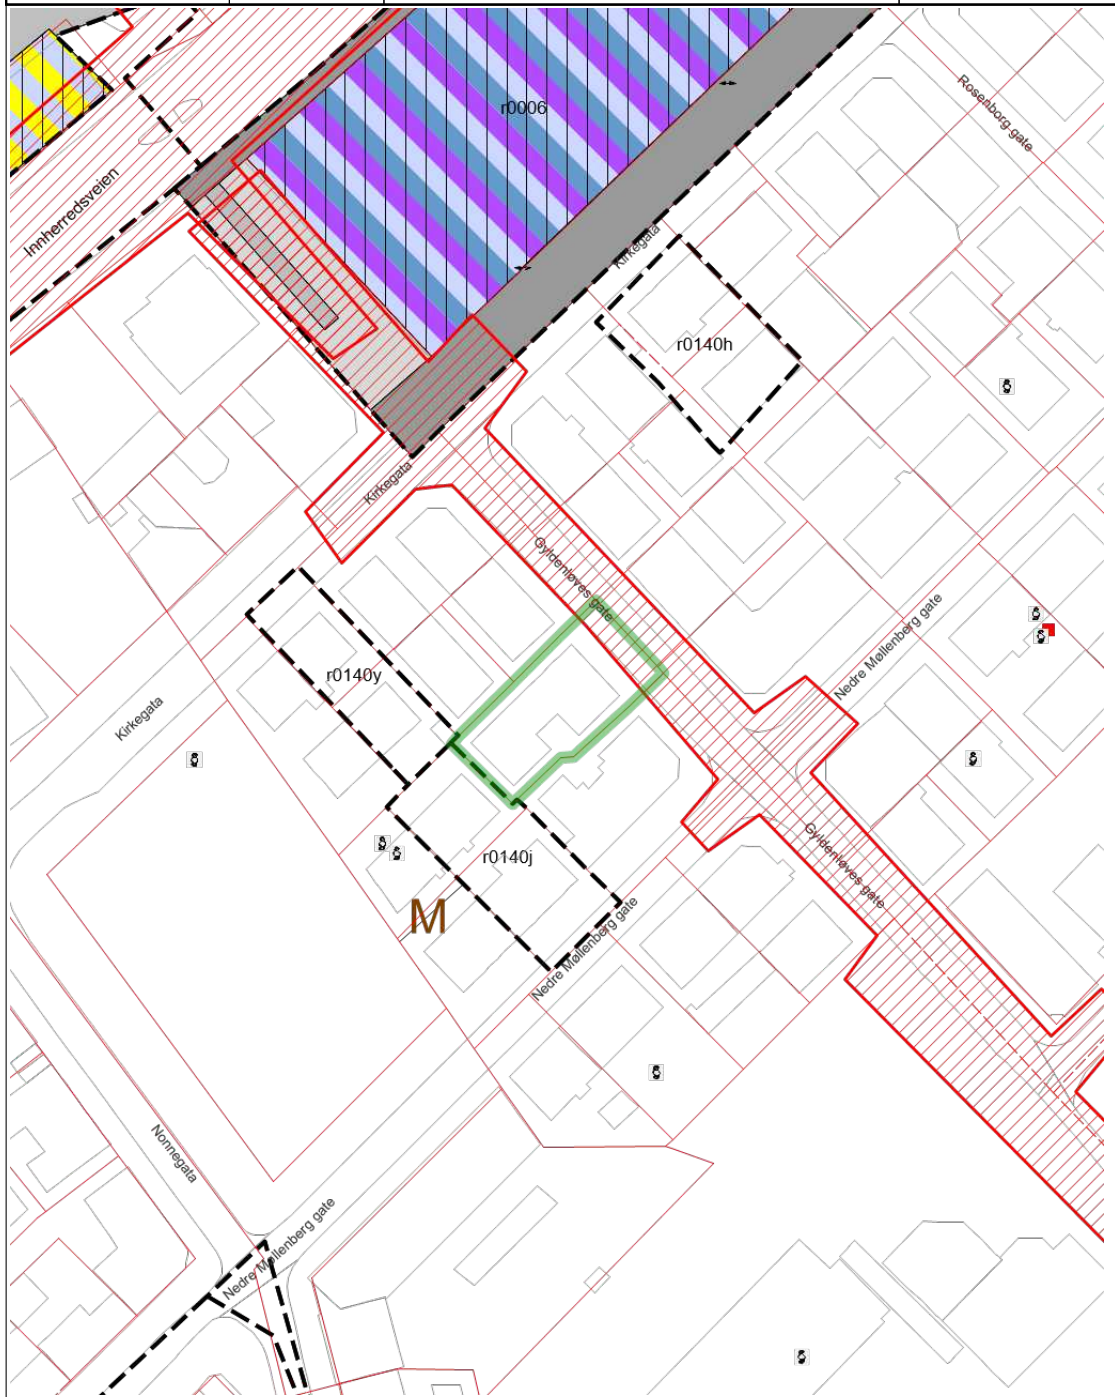 r0006
Rosenborg gate
Innherredsveien
Kirkegata
r0140h
Kirkegata
Gyldenløves gate
Nedre Møllenberg gate
r0140y
Kirkegata
r0140j
Gyldenløves gate
M
Nedre Møllenberg gate
Nonnegata
Nedre Møllenberg gate